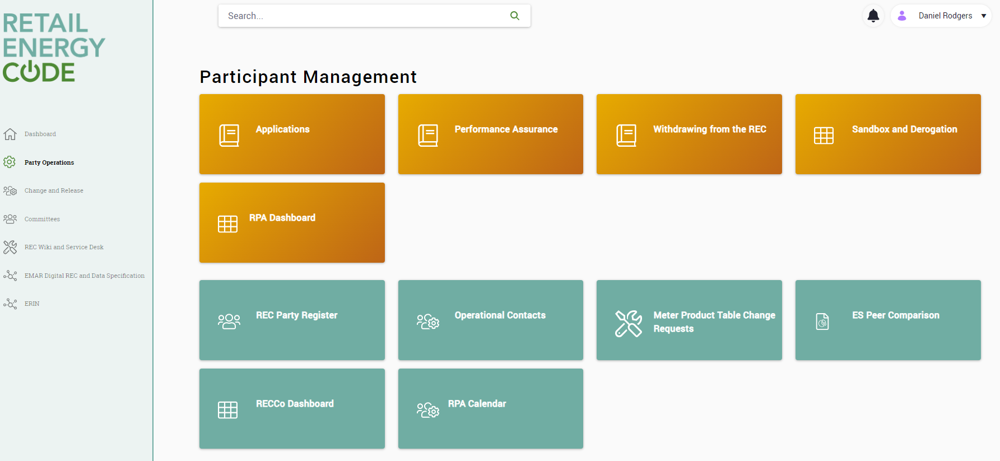 RETAIL
ENERGY
CODE
Search...
Daniel Rodgers
Dashboard
Party Operations
Change and Release
Committees
REC Wiki and Service Desk
EMAR Digital REC and Data Specification
ERIN
Participant Management
Applications
Performance Assurance
Withdrawing from the REC
Sandbox and Derogation
RPA Dashboard
REC Party Register
Operational Contacts
Meter Product Table Change
Requests
ES Peer Comparison
RECCo Dashboard
RPA Calendar